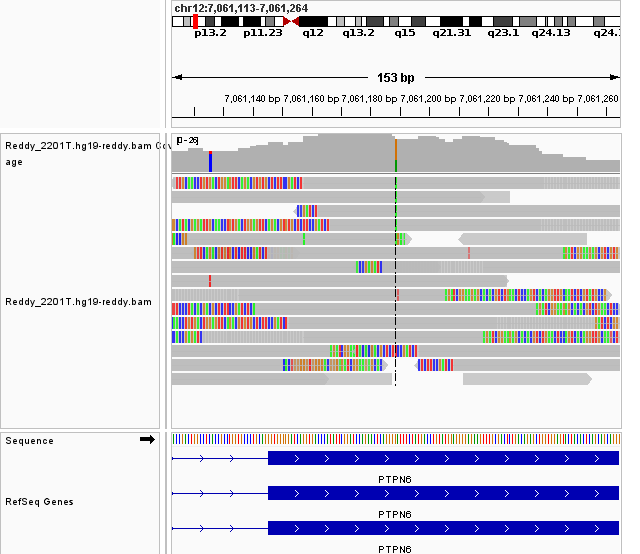 chr12:7,061,113-7,061,264
p13.2 p11.23 q12 q13.2 q15 q21.31 q23.1 q24.13 q24.
153 bp
7,061,140 bp 7,061,160 bp 7,061,180 bp 7,061,200 bp 7,061,220 bp 7,061,240 bp 7,061,260
[0-26]
Reddy_2201T.hg19-reddy.bam Cov
age
Reddy_2201T.hg19-reddy.bam
Sequence
PTPN6
RefSeq Genes
PTPN6
PTPN6